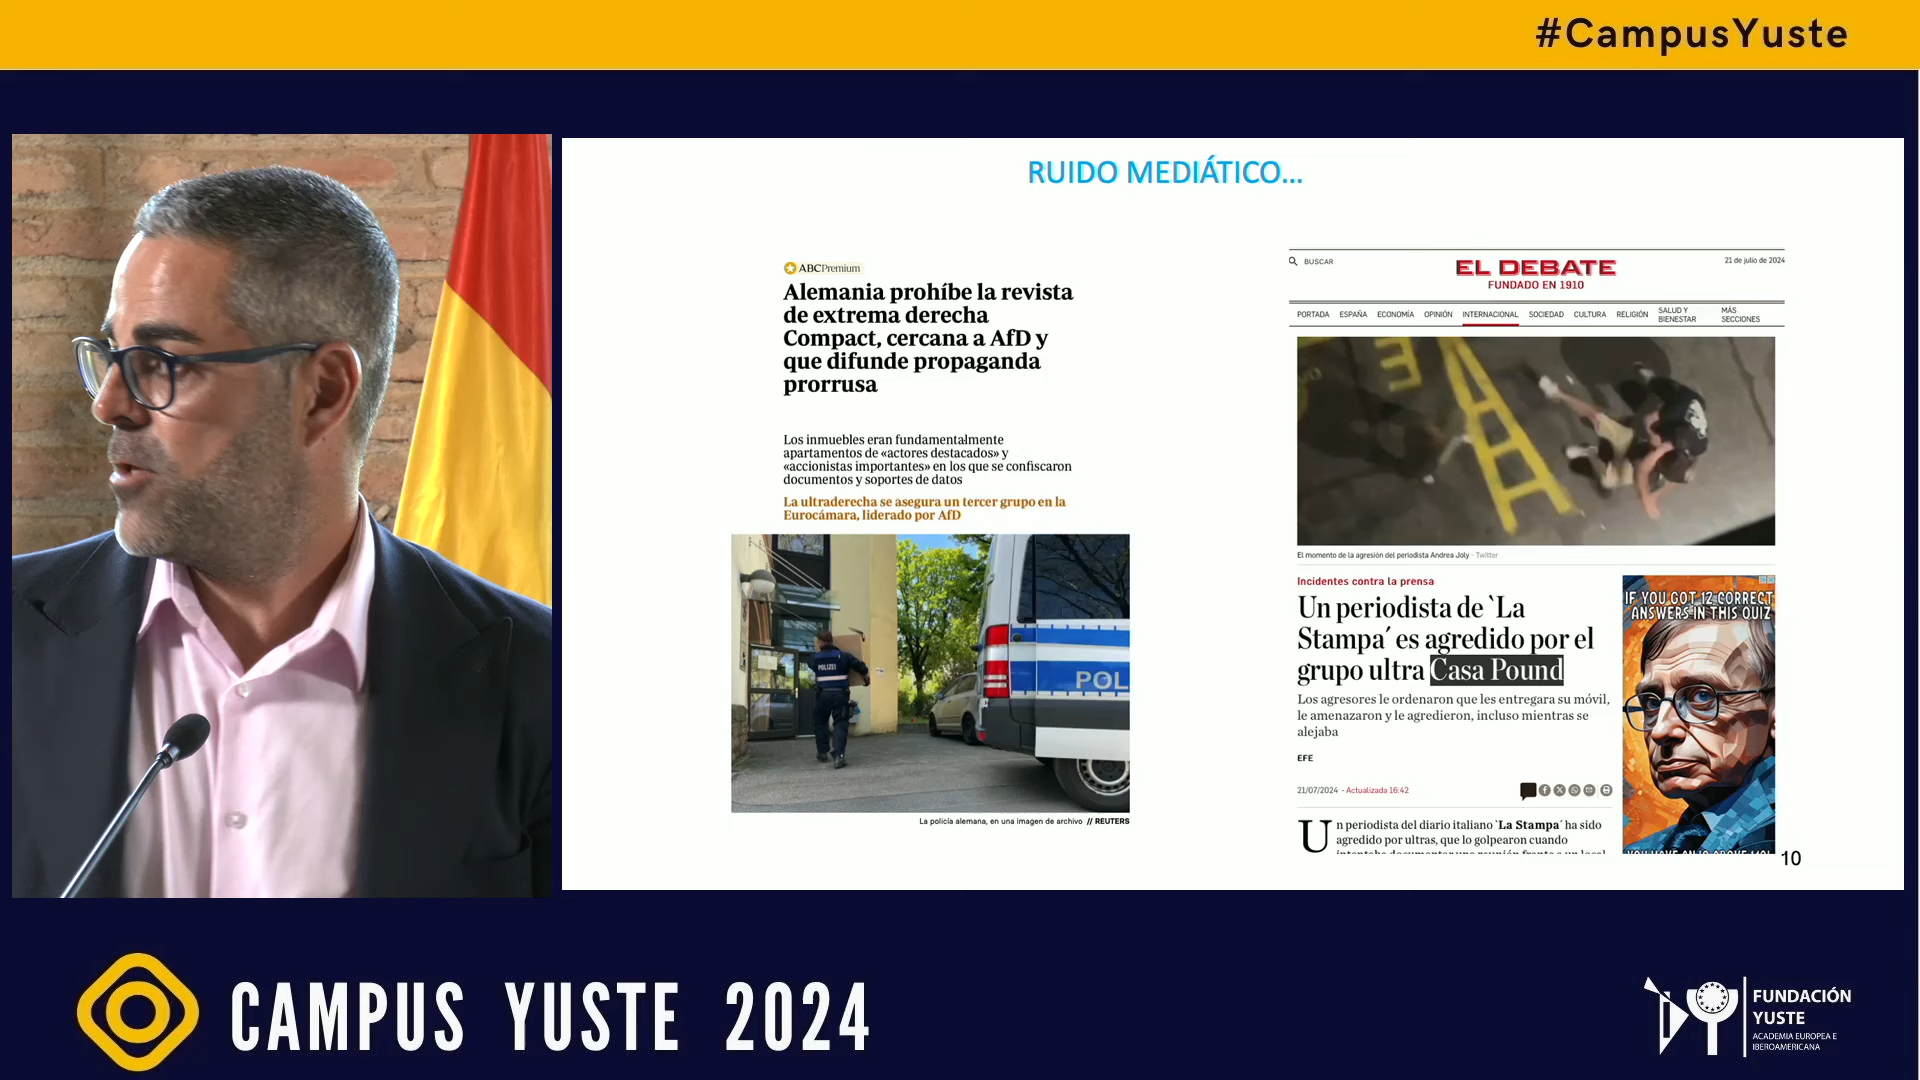 #CampusYuste
RUIDO MEDIÁTICO...
ABCPremium
Alemania prohíbe la revista
de extrema derecha
Compact, cercana a AfD y
que difunde propaganda
prorrusa
Los inmuebles eran fundamentalmente
apartamentos de «actores destacados» y
«accionistas importantes» en los que se confiscaron
documentos y soportes de datos
La ultraderecha se asegura un tercer grupo en la
Eurocámara, liderado por AfD
POLIZEI
POL
La policía alemana, en una imagen de archivo // REUTERS
BUSCAR
EL DEBATE
FUNDADO EN 1910
21 de julio de 2024
PORTADA ESPAÑA ECONOMÍA OPINIÓN INTERNACIONAL SOCIEDAD CULTURA RELIGIÓN SALUD Y BIENESTAR MÁS SECCIONES
El momento de la agresión del periodista Andrea Joly - Twitter
Incidentes contra la prensa
Un periodista de `La
Stampa´ es agredido por el
grupo ultra Casa Pound
Los agresores le ordenaron que les entregara su móvil,
le amenazaron y le agredieron, incluso mientras se
alejaba
EFE
21/07/2024 - Actualizada 16:42
Un periodista del diario italiano `La Stampa´ ha sido
agredido por ultras, que lo golpearon cuando
IF YOU GOT 12 CORRECT
ANSWERS IN THIS QUIZ
10
CAMPUS YUSTE 2024
FUNDACIÓN
YUSTE
ACADEMIA EUROPEA E
IBEROAMERICANA